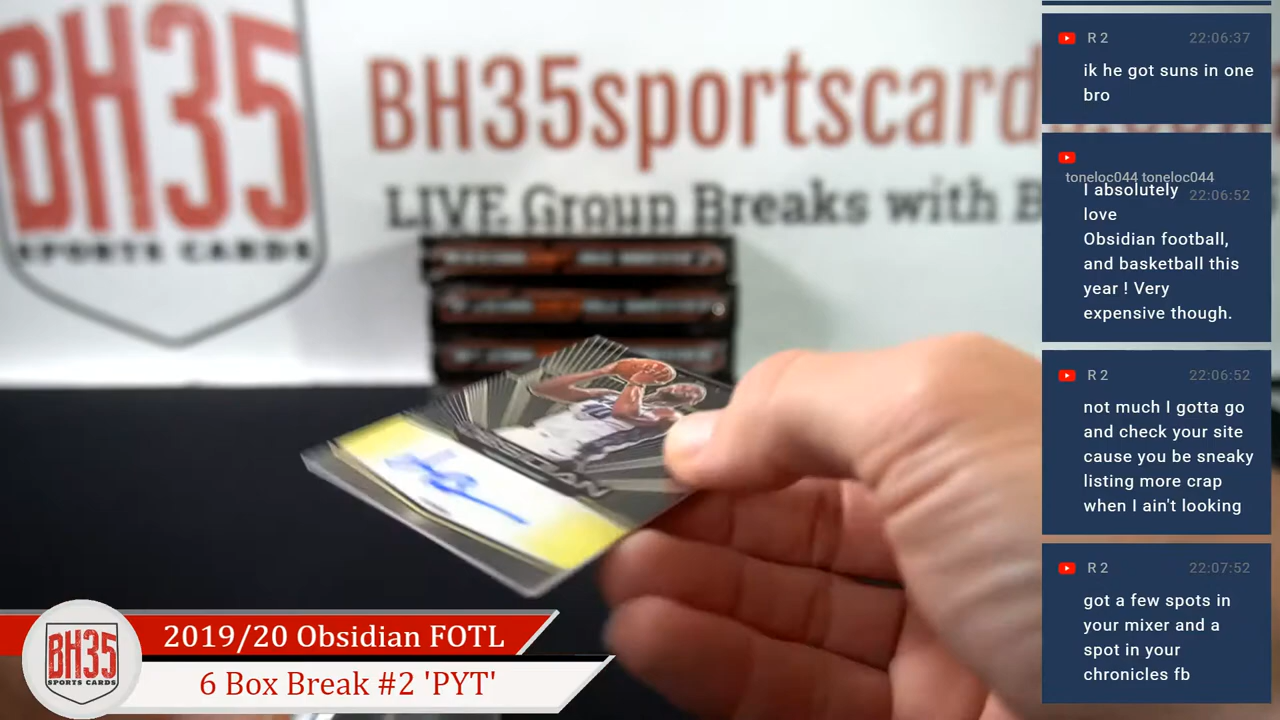 BH35
SPORTS CARDS
BH35sportscard
LIVE Group Breaks with B
OBSIDIAN
2019/20 Obsidian FOTL
6 Box Break #2 'PYT'
BH35
SPORTS CARDS
R 2 22:06:37
ik he got suns in one
bro
toneloc044 toneloc044
I absolutely 22:06:52
love
Obsidian football,
and basketball this
year ! Very
expensive though.
R 2 22:06:52
not much I gotta go
and check your site
cause you be sneaky
listing more crap
when I ain't looking
R 2 22:07:52
got a few spots in
your mixer and a
spot in your
chronicles fb